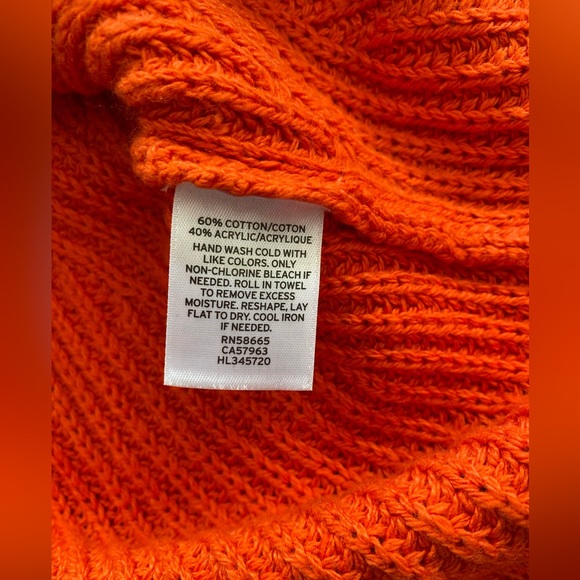 60% COTTON/COTON
40% ACRYLIC/ACRYLIQUE
HAND WASH COLD WITH
LIKE COLORS. ONLY
NON-CHLORINE BLEACH IF
NEEDED. ROLL IN TOWEL
TO REMOVE EXCESS
MOISTURE. RESHAPE, LAY
FLAT TO DRY. COOL IRON
IF NEEDED.
RN58665
CA57963
HL345720